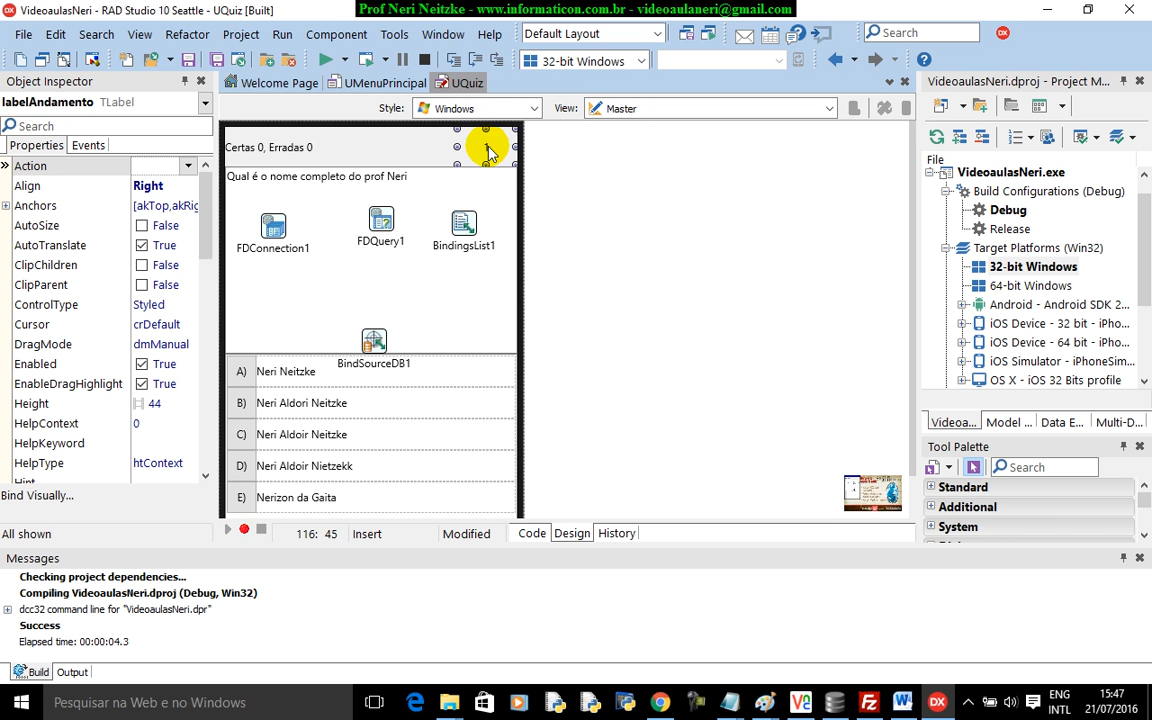 Prof Neri Neitzke - www.informaticon.com.br - videoaulaneri@gmail.com
VideoaulasNeri - RAD Studio 10 Seattle - UQuiz [Built]
File Edit Search View Refactor Project Run Component Tools Window Help
Default Layout
Search
32-bit Windows
Object Inspector
labelAndamento TLabel
Search
Properties Events
Action
Align Right
Anchors [akTop,akRig
AutoSize False
AutoTranslate True
ClipChildren False
ClipParent False
ControlType Styled
Cursor crDefault
DragMode dmManual
Enabled True
EnableDragHighlight True
Height 44
HelpContext 0
HelpKeyword
HelpType htContext
Bind Visually...
All shown
Welcome Page UMenuPrincipal UQuiz
Style: Windows View: Master
Certas 0, Erradas 0
Qual é o nome completo do prof Neri
FDConnection1 FDQuery1 BindingsList1
BindSourceDB1
A) Neri Neitzke
B) Neri Aldori Neitzke
C) Neri Aldoir Neitzke
D) Neri Aldoir Nietzekk
E) Nerizon da Gaita
116: 45 Insert Modified Code Design History
VideoaulasNeri.dproj - Project M...
File
VideoaulasNeri.exe
Build Configurations (Debug)
Debug
Release
Target Platforms (Win32)
32-bit Windows
64-bit Windows
Android - Android SDK 2...
iOS Device - 32 bit - iPho...
iOS Device - 64 bit - iPho...
iOS Simulator - iPhoneSim...
OS X - iOS 32 Bits profile
Videoa... Model ... Data E... Multi-D...
Tool Palette
Search
Standard
Additional
System
Messages
Checking project dependencies...
Compiling VideoaulasNeri.dproj (Debug, Win32)
dcc32 command line for "VideoaulasNeri.dpr"
Success
Elapsed time: 00:00:04.3
Build Output
Pesquisar na Web e no Windows
ENG
INTL
15:47
21/07/2016